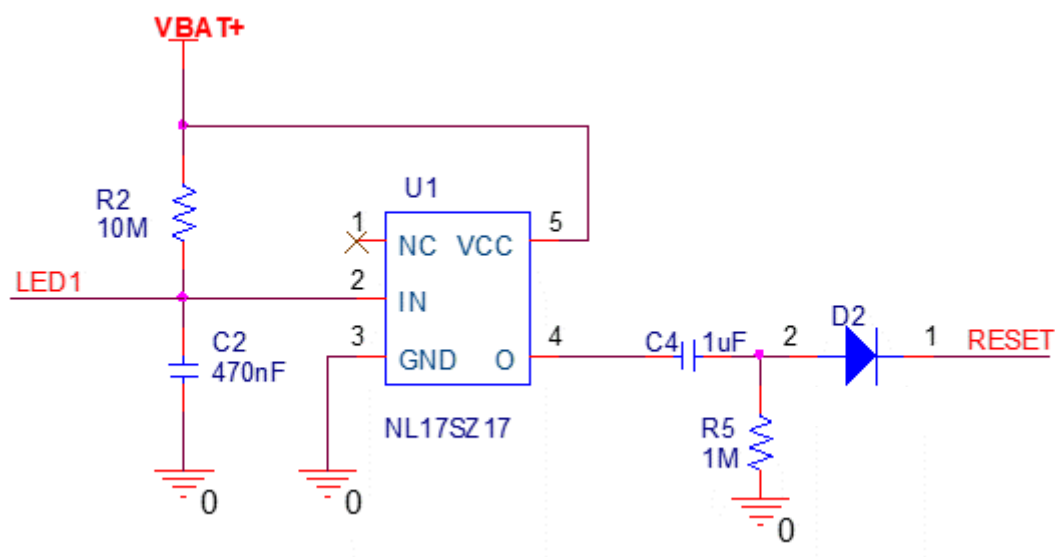 VBAT+
R2
10M
U1
1
NC
VCC
5
LED1
2
IN
C2
470nF
3
GND
O
4
C4
1uF
2
D2
1
RESET
NL17SZ17
R5
1M
0
0
0